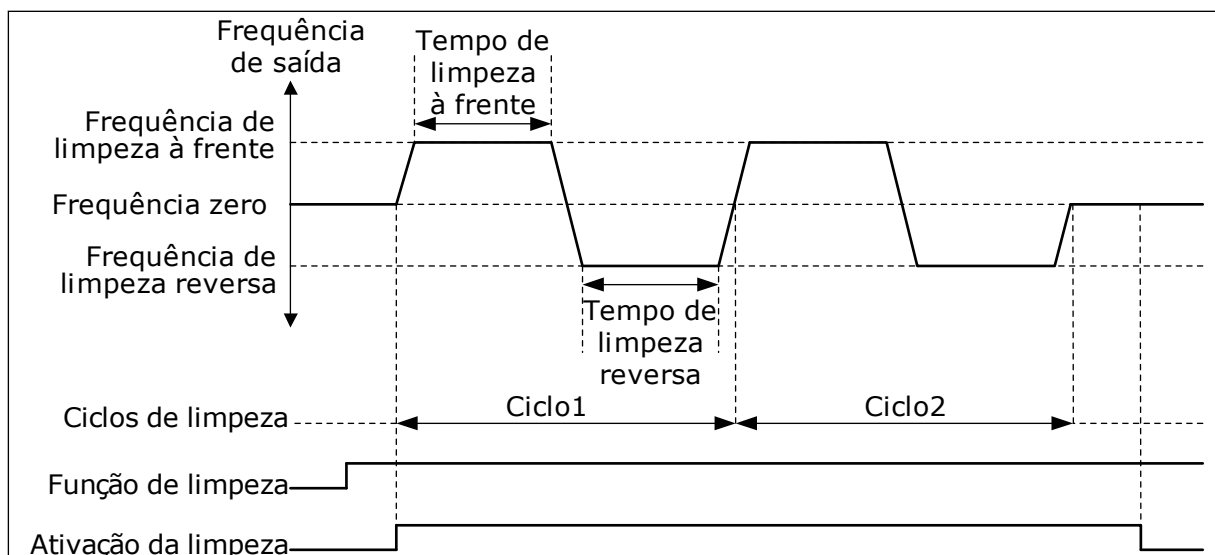 Frequência
de saída
Tempo de
limpeza
à frente
Frequência de
limpeza à frente
Frequência zero
Frequência de
limpeza reversa
Tempo de
limpeza
reversa
Ciclos de limpeza
Ciclo1
Ciclo2
Função de limpeza
Ativação da limpeza